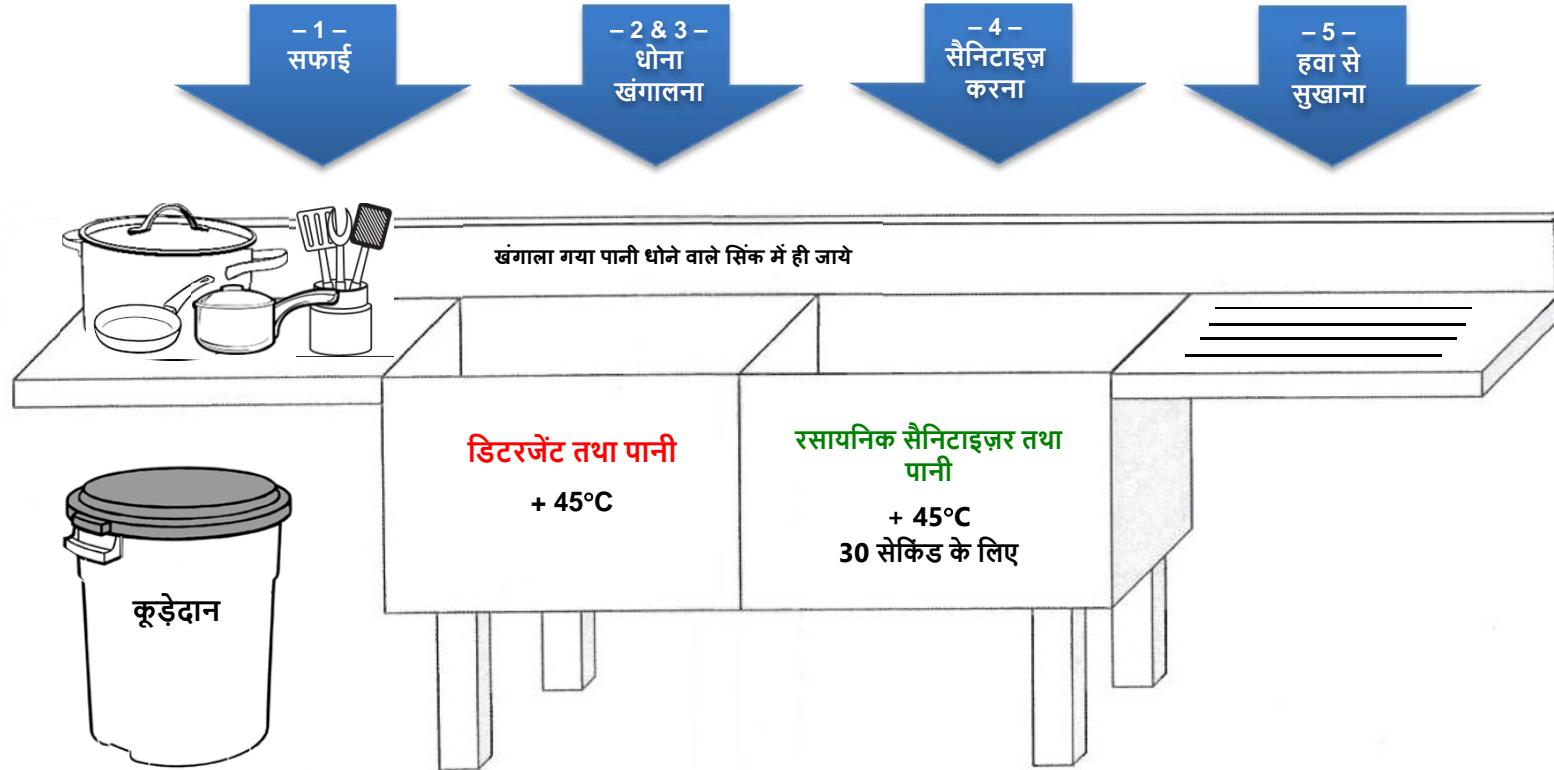 – 1 –
सफाई
– 2 & 3 –
धोना
खंगालना
– 4 –
सैनिटाइज़
करना
– 5 –
हवा से
सुखाना
खंगाला गया पानी धोने वाले सिंक में ही जाये
डिटरजेंट तथा पानी
+ 45°C
रसायनिक सैनिटाइज़र तथा
पानी
+ 45°C
30 सेकिंड के लिए
कूड़ेदान